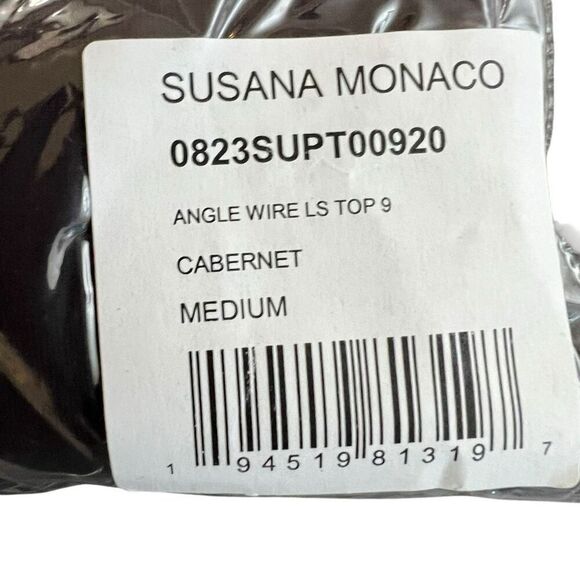 SUSANA MONACO
0823SUPT00920
ANGLE WIRE LS TOP 9
CABERNET
MEDIUM
1 94519 81319 7